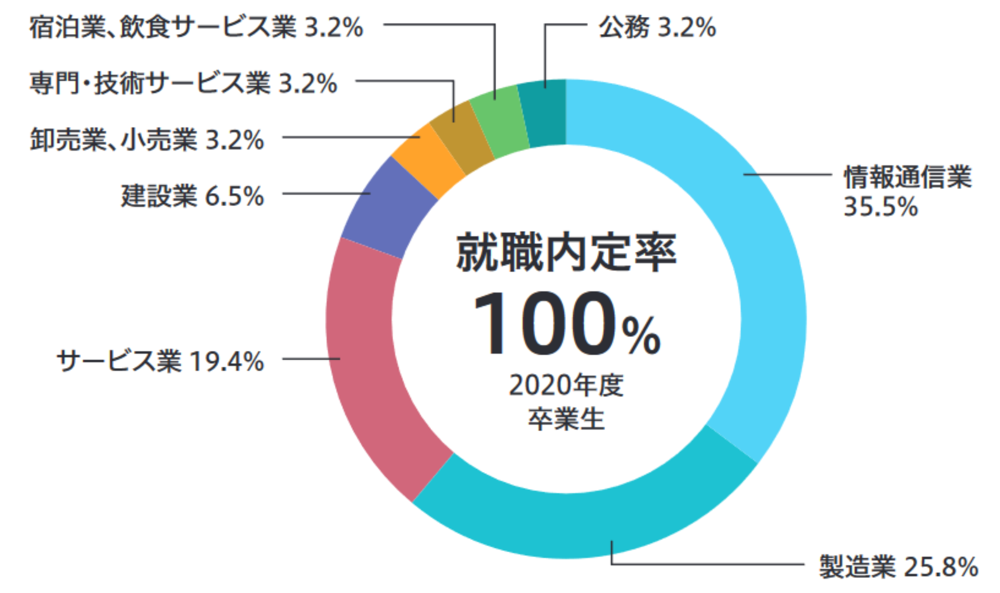 宿泊業、飲食サービス業 3.2%
公務 3.2%
専門・技術サービス業 3.2%
卸売業、小売業 3.2%
情報通信業
35.5%
建設業 6.5%
就職内定率
100%
サービス業 19.4%
2020年度
卒業生
製造業 25.8%